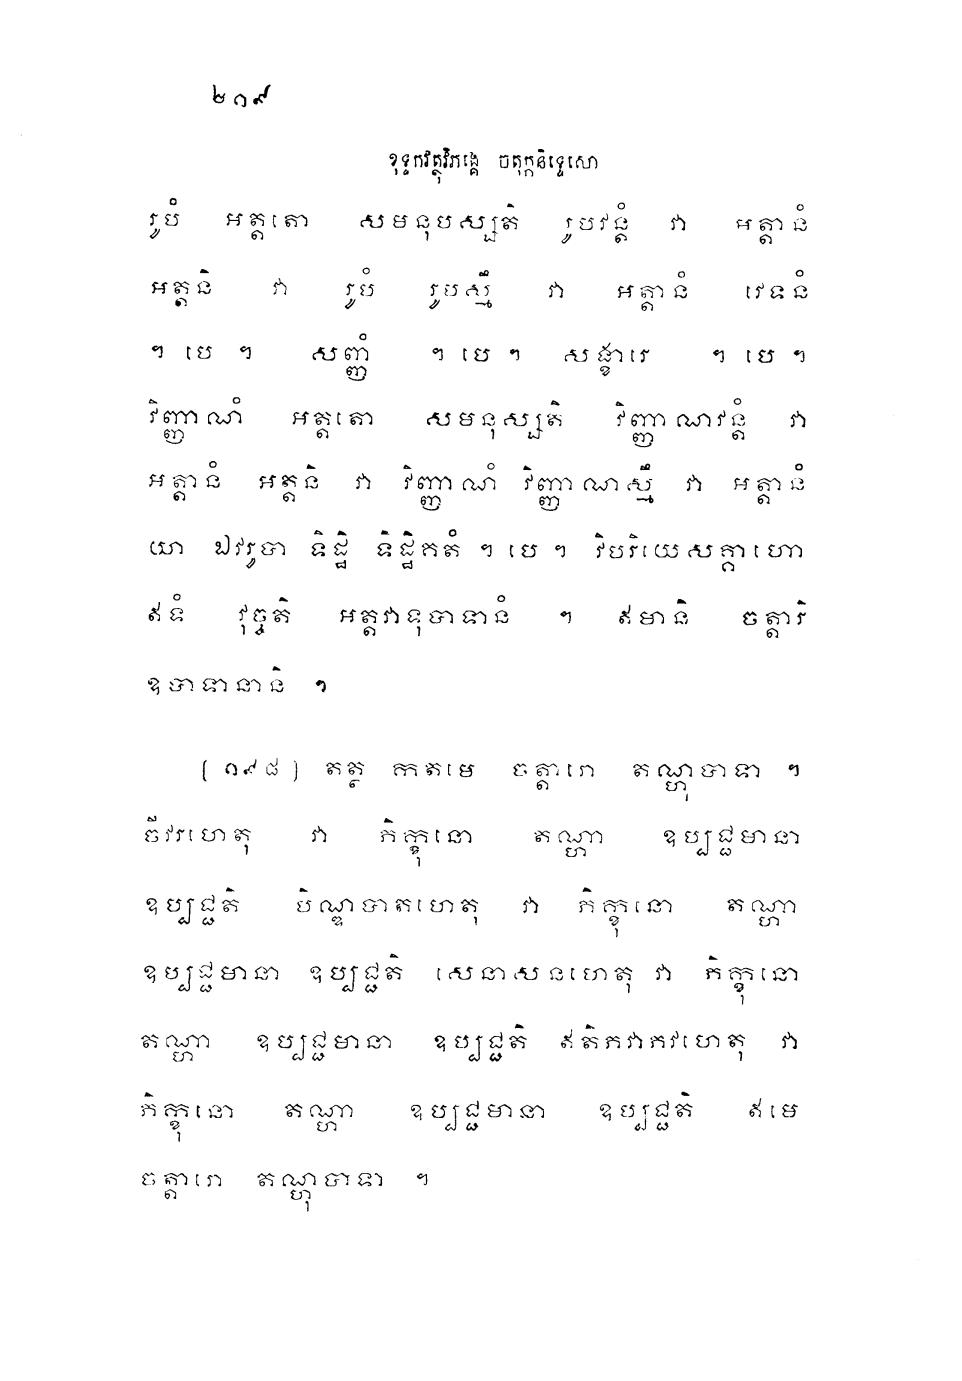 ២១៩
ខុទ្ទកវត្ថុវិភង្គេ ចតុក្កនិទ្ទេសោ
រូបំ អត្តតោ សមនុបស្សតិ រូបវន្តំ វា អត្តានំ
អត្តនិ វា រូបំ រូបស្មឹ វា អត្តានំ វេទនំ
។ បេ ។ សញ្ញំ ។ បេ ។ សង្ខារេ ។ បេ ។
វិញ្ញាណំ អត្តតោ សមនុស្សតិ វិញ្ញាណវន្តំ វា
អត្តានំ អត្តនិ វា វិញ្ញាណំ វិញ្ញាណស្មឹ វា អត្តានំ
យា ឯវរូបា ទិដ្ឋិ ទិដ្ឋិគតំ ។ បេ ។ វិបរិយេសគ្គាហោ
ឥទំ វុច្ចតិ អត្តវាទុបាទានំ ។ ឥមានិ ចត្តារិ
ឧបាទានានិ ។
(១៩៨) តត្ថ កតមេ ចត្តារោ តណ្ហុបាទា ។
ចីវរហេតុ វា ភិក្ខុនោ តណ្ហា ឧប្បជ្ជមានា
ឧប្បជ្ជតិ បិណ្ឌបាតហេតុ វា ភិក្ខុនោ តណ្ហា
ឧប្បជ្ជមានា ឧប្បជ្ជតិ សេនាសនហេតុ វា ភិក្ខុនោ
តណ្ហា ឧប្បជ្ជមានា ឧប្បជ្ជតិ ឥតិភវាភវហេតុ វា
ភិក្ខុនោ តណ្ហា ឧប្បជ្ជមានា ឧប្បជ្ជតិ ឥមេ
ចត្តារោ តណ្ហុបាទា ។